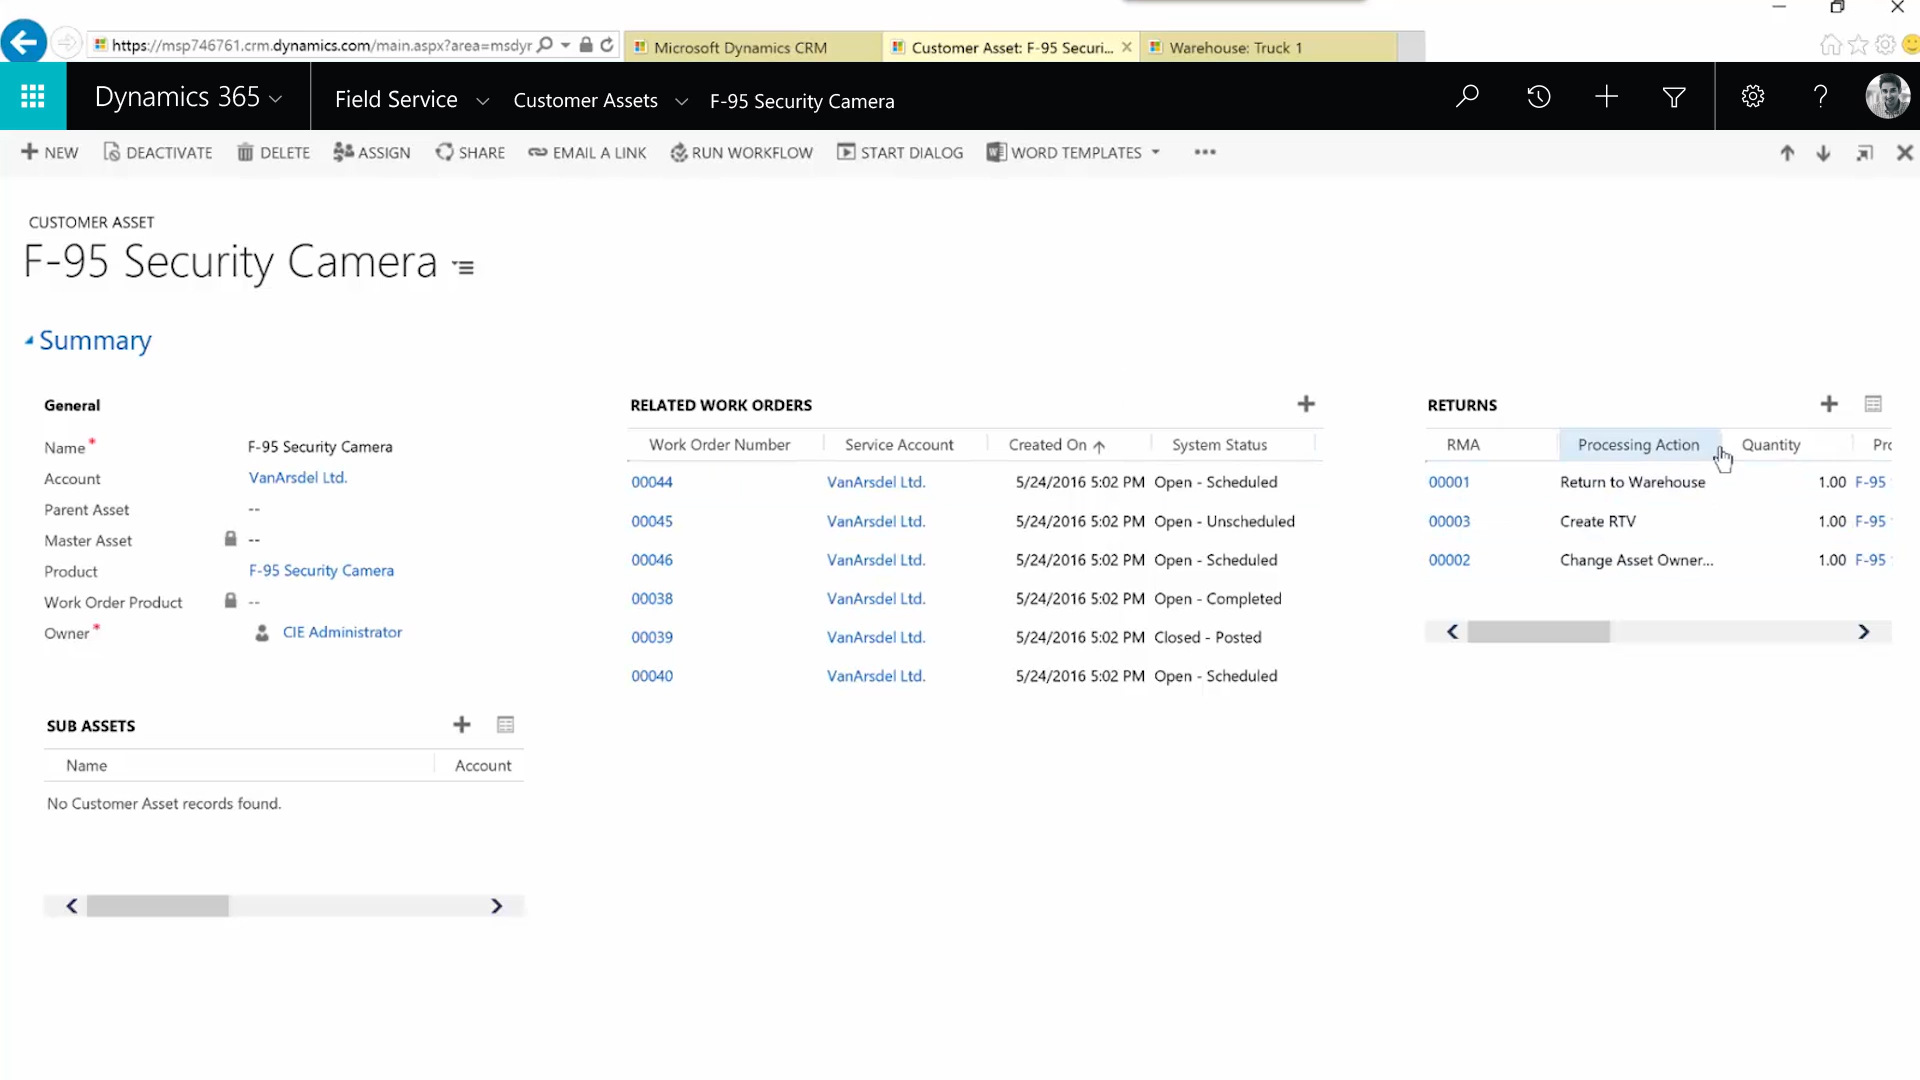 https://msp746761.crm.dynamics.com/main.aspx?area=msdyr
Microsoft Dynamics CRM
Customer Asset: F-95 Securi...
Warehouse: Truck 1
Dynamics 365
Field Service
Customer Assets
F-95 Security Camera
NEW
DEACTIVATE
DELETE
ASSIGN
SHARE
EMAIL A LINK
RUN WORKFLOW
START DIALOG
WORD TEMPLATES
CUSTOMER ASSET
F-95 Security Camera
Summary
General
Name* F-95 Security Camera
Account VanArsdel Ltd.
Parent Asset --
Master Asset --
Product F-95 Security Camera
Work Order Product --
Owner* CIE Administrator
SUB ASSETS
Name Account
No Customer Asset records found.
RELATED WORK ORDERS
Work Order Number Service Account Created On System Status
00044 VanArsdel Ltd. 5/24/2016 5:02 PM Open - Scheduled
00045 VanArsdel Ltd. 5/24/2016 5:02 PM Open - Unscheduled
00046 VanArsdel Ltd. 5/24/2016 5:02 PM Open - Scheduled
00038 VanArsdel Ltd. 5/24/2016 5:02 PM Open - Completed
00039 VanArsdel Ltd. 5/24/2016 5:02 PM Closed - Posted
00040 VanArsdel Ltd. 5/24/2016 5:02 PM Open - Scheduled
RETURNS
RMA Processing Action Quantity Prc
00001 Return to Warehouse 1.00 F-95
00003 Create RTV 1.00 F-95
00002 Change Asset Owner... 1.00 F-95